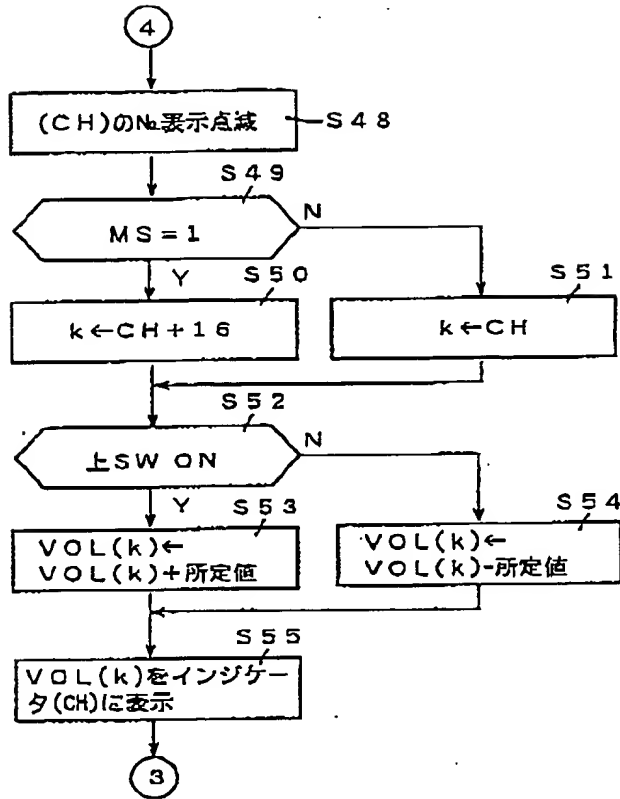 4
(CH)の№表示点滅
S48
S49
MS=1
N
Y
S50
S51
k←CH+16
k←CH
S52
上SW ON
N
Y
S53
S54
VOL(k)←
VOL(k)+所定値
VOL(k)←
VOL(k)-所定値
S55
VOL(k)をインジケー
タ(CH)に表示
3